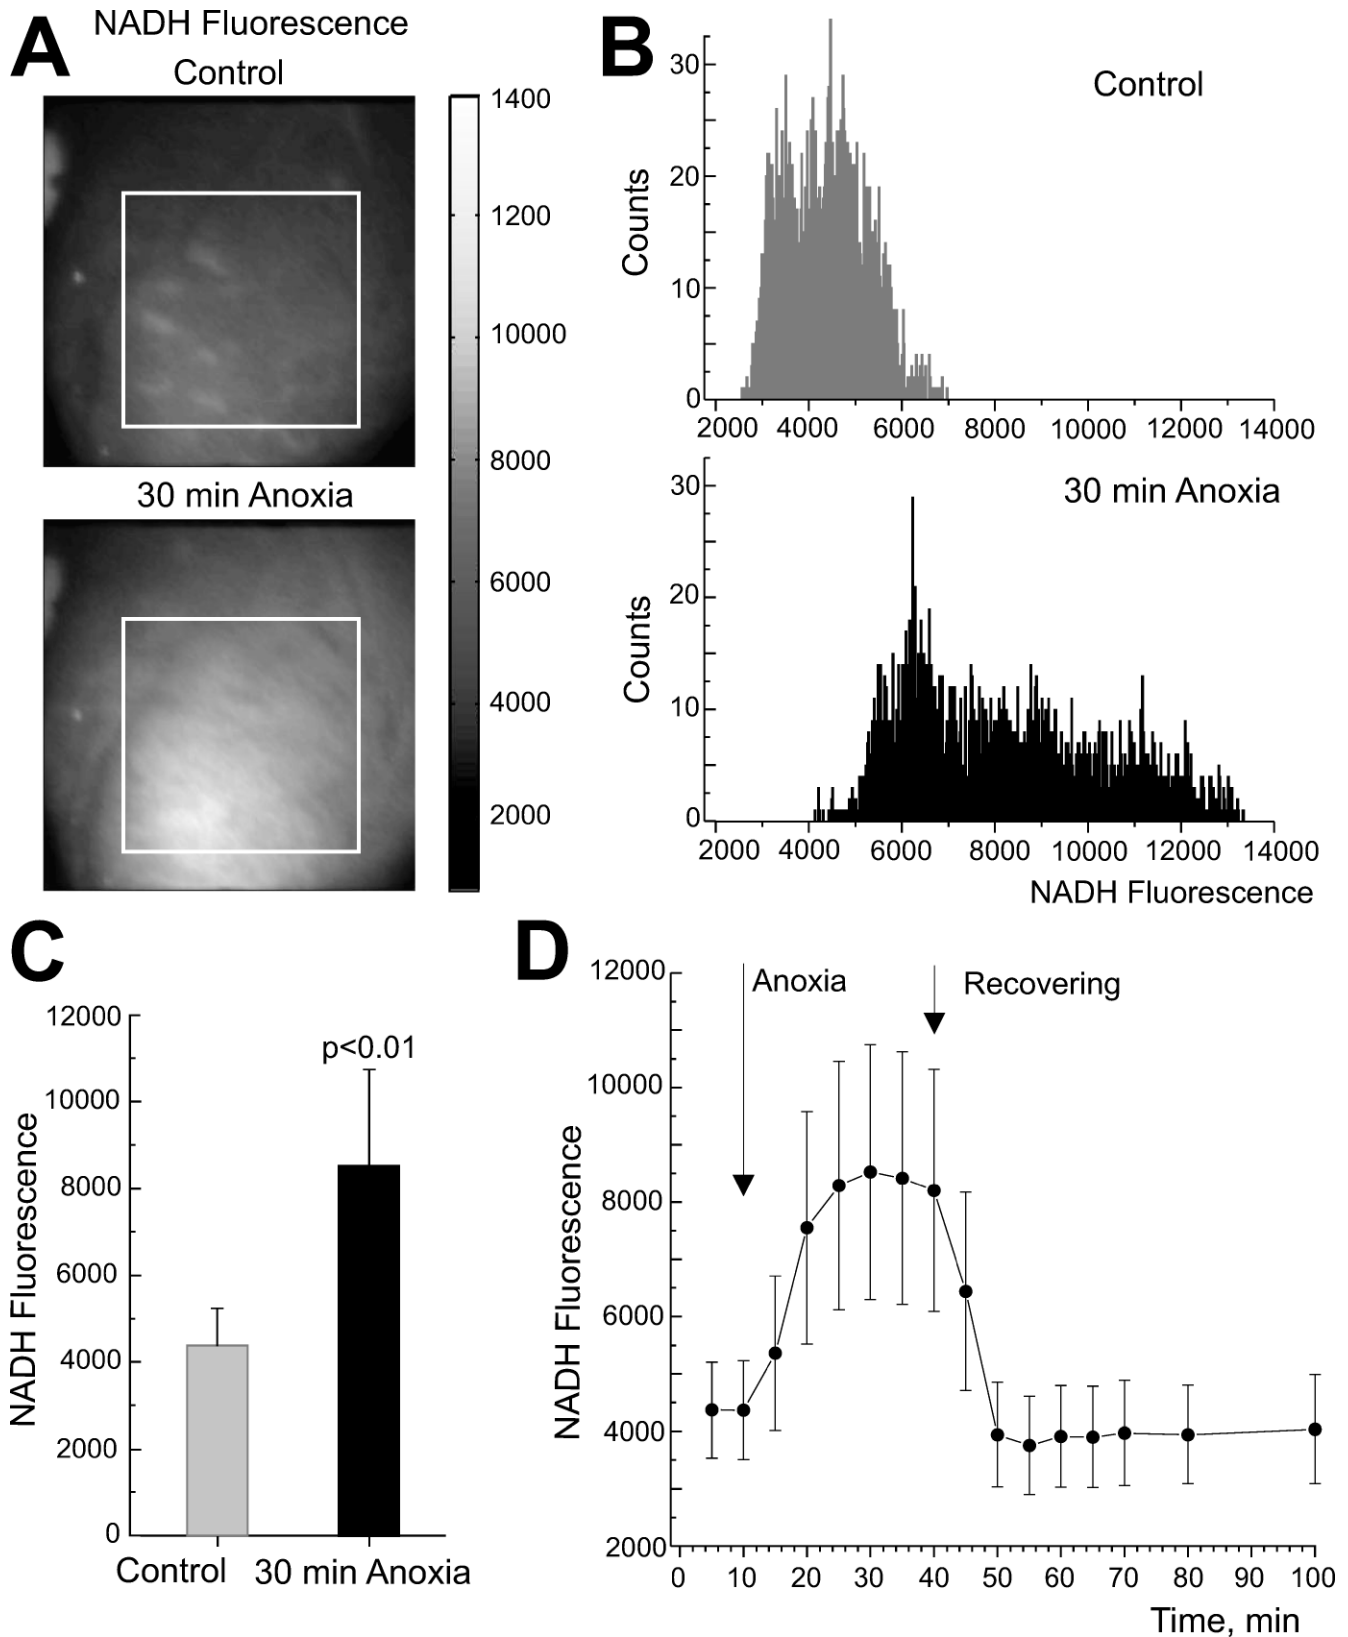 A
NADH Fluorescence
Control
1400
1200
10000
8000
6000
4000
2000
30 min Anoxia
B
Control
Counts
30
20
10
0
2000 4000 6000 8000 10000 12000 14000
30 min Anoxia
Counts
30
20
10
0
2000 4000 6000 8000 10000 12000 14000
NADH Fluorescence
C
NADH Fluorescence
12000
10000
8000
6000
4000
2000
0
p<0.01
Control 30 min Anoxia
D
NADH Fluorescence
12000
10000
8000
6000
4000
2000
Anoxia
Recovering
0 10 20 30 40 50 60 70 80 90 100
Time, min